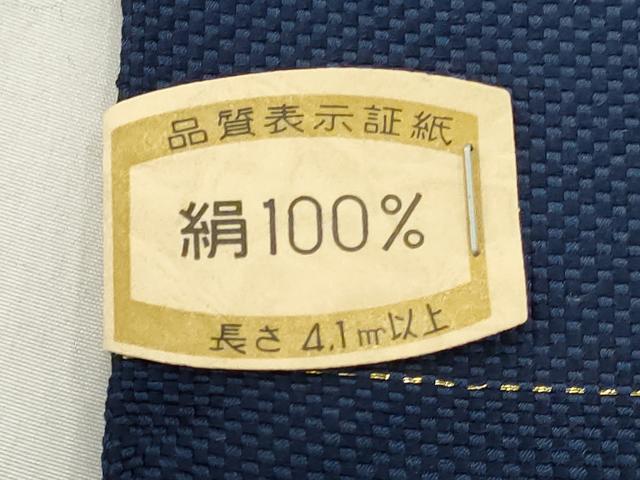 品質表示証紙
絹100%
長さ 4.1m以上